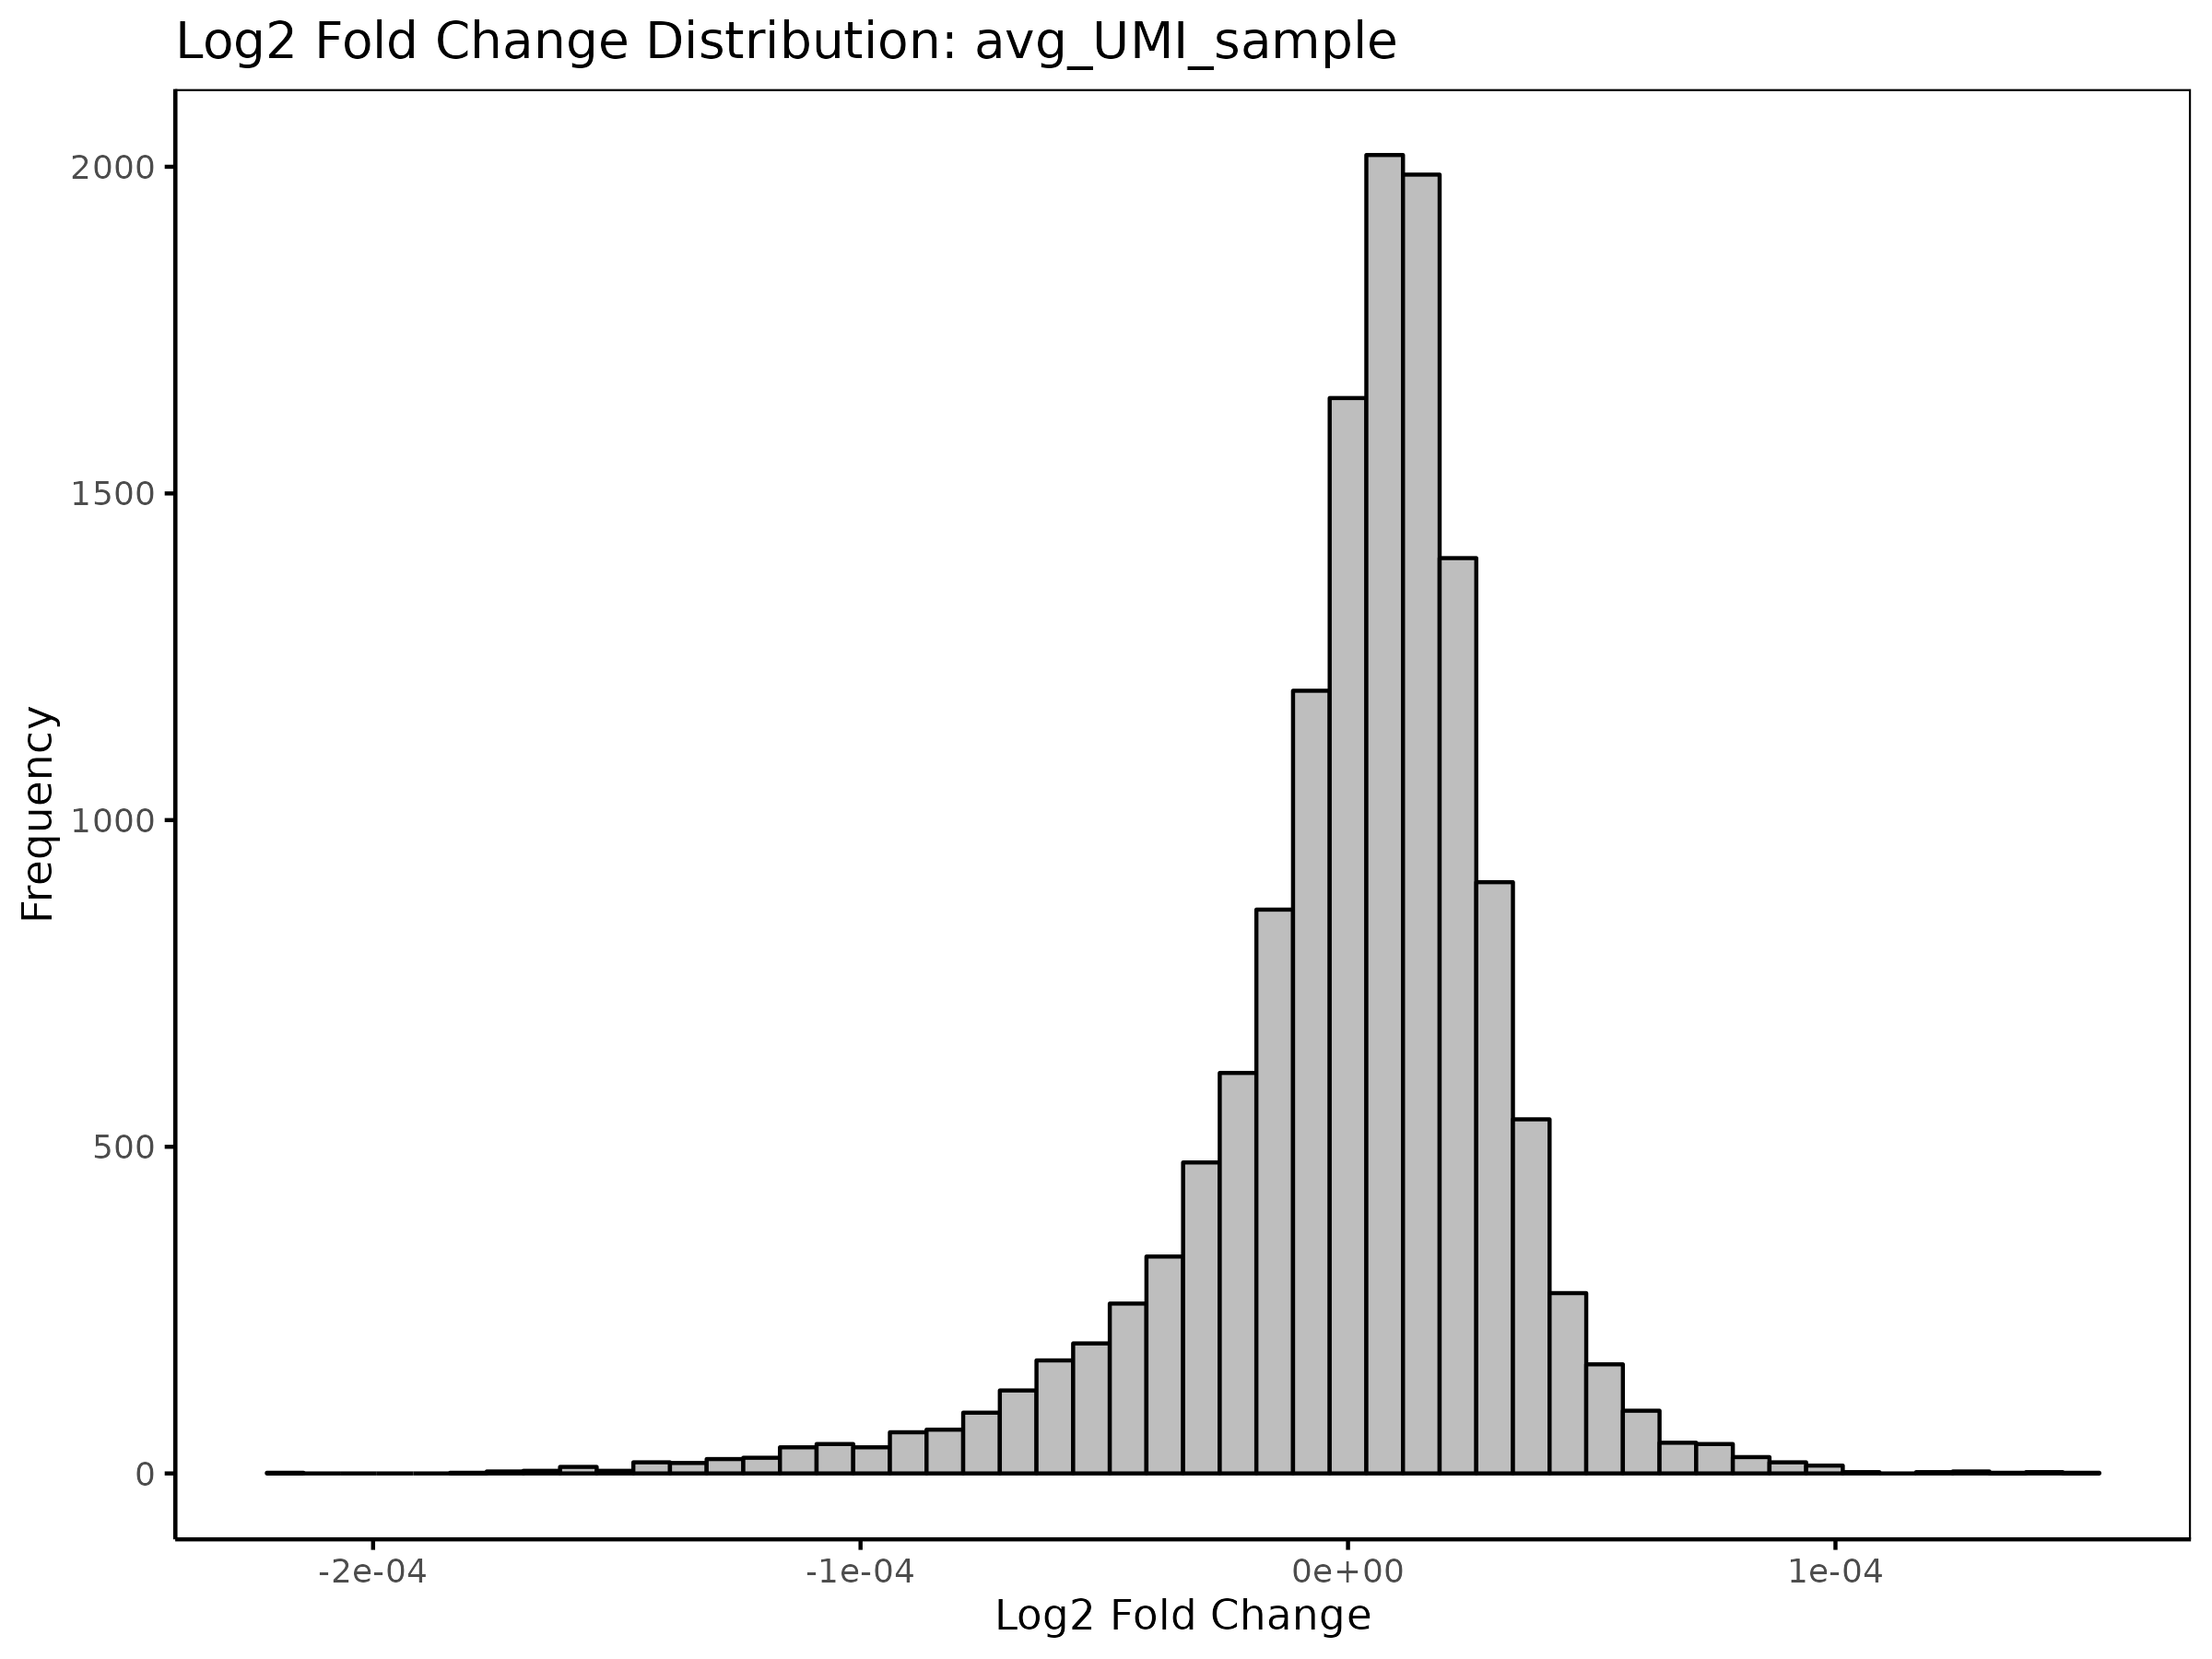 Log2 Fold Change Distribution: avg_UMI_sample
Frequency
2000
1500
1000
500
0
-2e-04 -1e-04 0e+00 1e-04
Log2 Fold Change